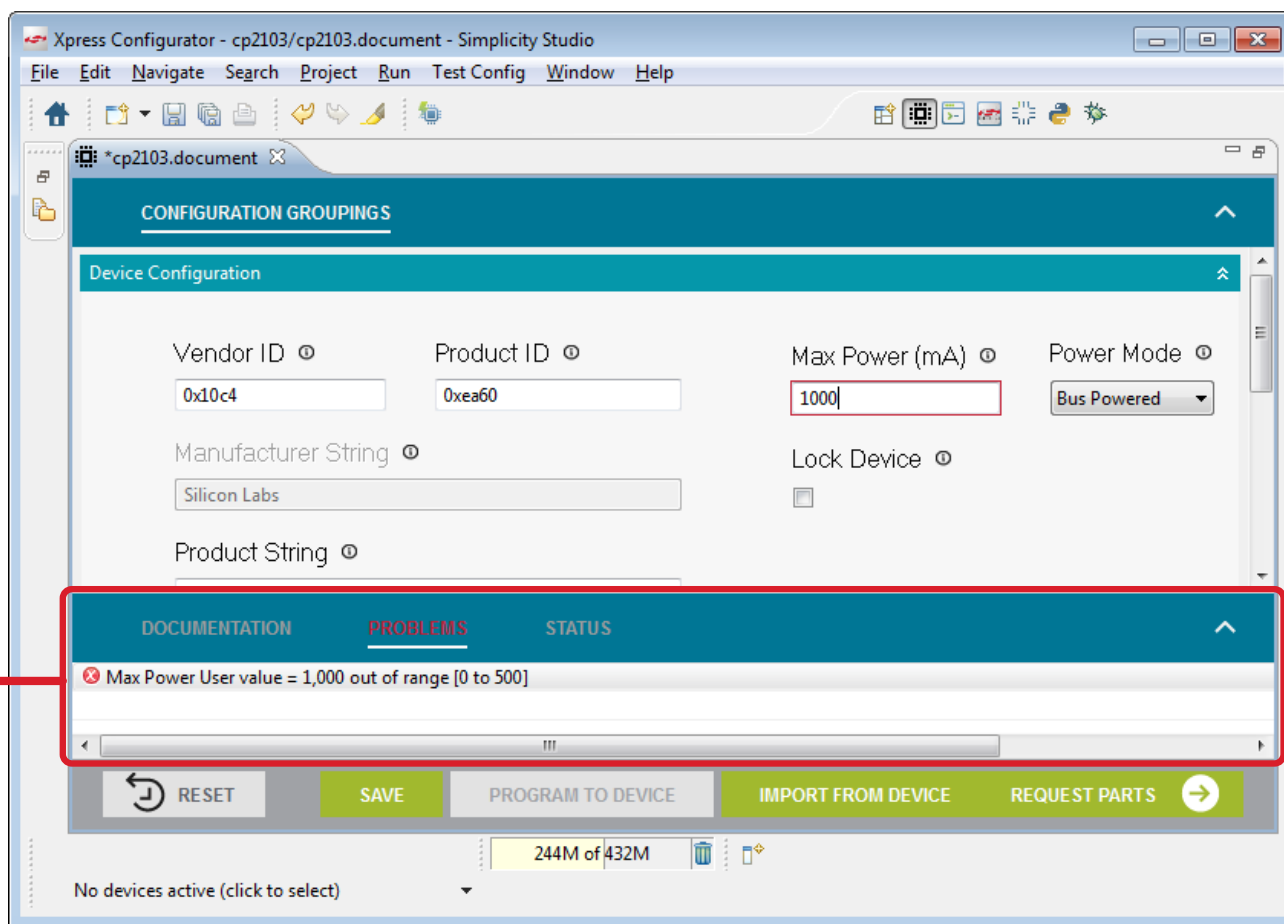 Xpress Configurator - cp2103/cp2103.document - Simplicity Studio
File Edit Navigate Search Project Run Test Config Window Help
*cp2103.document
CONFIGURATION GROUPINGS
Device Configuration
Vendor ID Product ID Max Power (mA) Power Mode
0x10c4 0xea60 1000 Bus Powered
Manufacturer String Lock Device
Silicon Labs
Product String
DOCUMENTATION PROBLEMS STATUS
Max Power User value = 1,000 out of range [0 to 500]
RESET SAVE PROGRAM TO DEVICE IMPORT FROM DEVICE REQUEST PARTS
244M of 432M
No devices active (click to select)